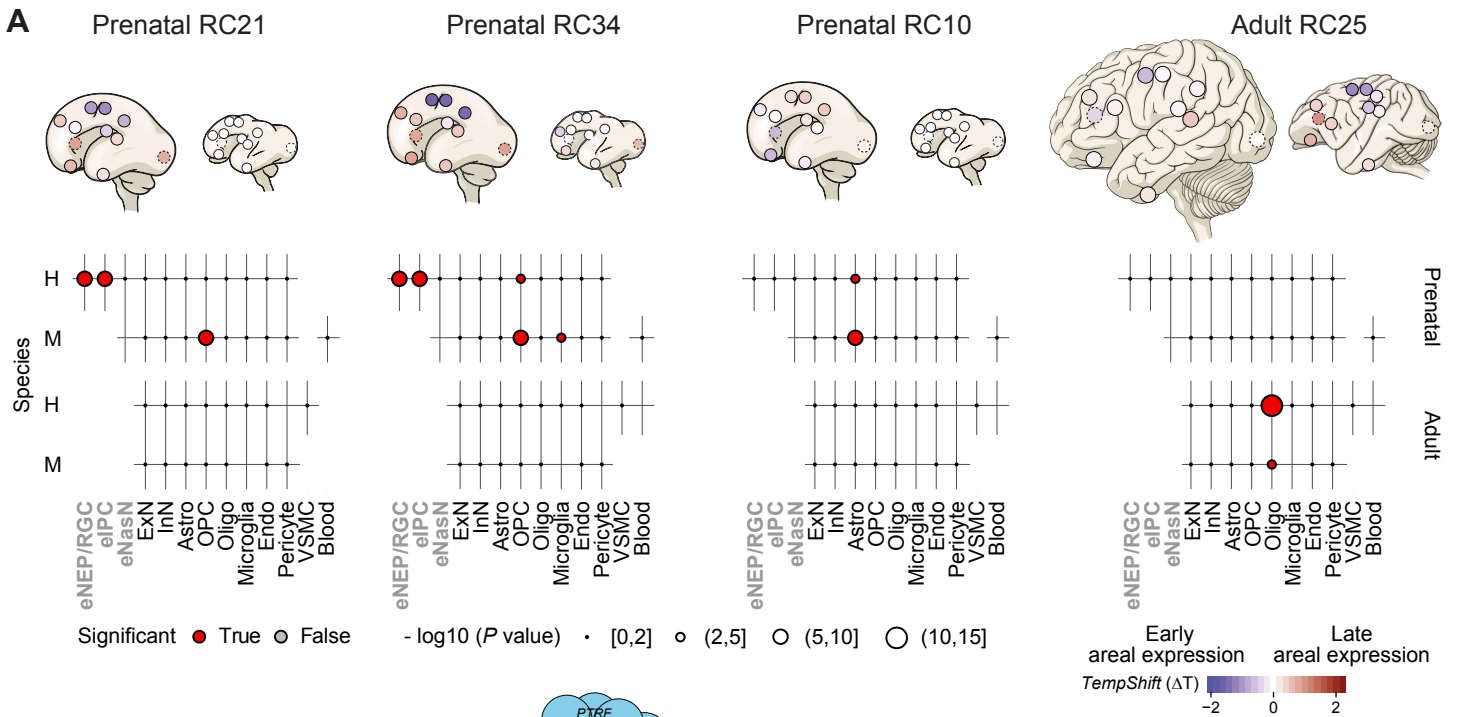 A
Prenatal RC21 Prenatal RC34 Prenatal RC10 Adult RC25
Species
H
M
H
M
Prenatal
Adult
eNEP/RGC eIPC eNasN ExN InN Astro OPC Oligo Microglia Endo Pericyte VSMC Blood
eNEP/RGC eIPC eNasN ExN InN Astro OPC Oligo Microglia Endo Pericyte VSMC Blood
eNEP/RGC eIPC eNasN ExN InN Astro OPC Oligo Microglia Endo Pericyte VSMC Blood
eNEP/RGC eIPC eNasN ExN InN Astro OPC Oligo Microglia Endo Pericyte VSMC Blood
Significant True False - log10 (P value) [0,2] (2,5] (5,10] (10,15]
Early areal expression
Late areal expression
TempShift (ΔT)
−2 0 2
PTRF